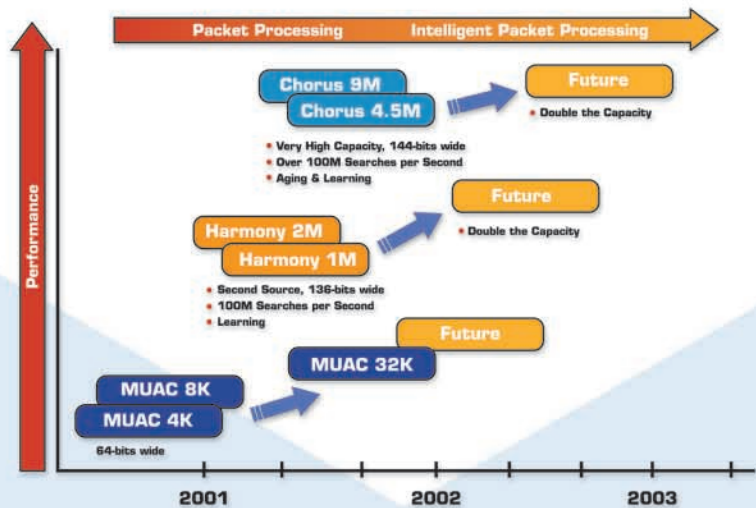 Packet Processing
Intelligent Packet Processing
Performance
Chorus 9M
Chorus 4.5M
Future
• Double the Capacity
• Very High Capacity, 144-bits wide
• Over 100M Searches per Second
• Aging & Learning
Future
• Double the Capacity
Harmony 2M
Harmony 1M
• Second Source, 136-bits wide
• 100M Searches per Second
• Learning
Future
MUAC 32K
MUAC 8K
MUAC 4K
64-bits wide
2001
2002
2003